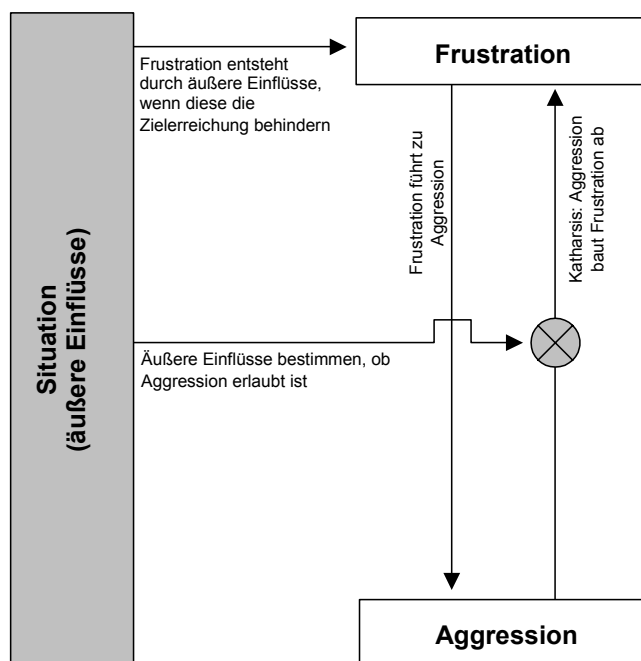 Frustration
Frustration entsteht
durch äußere Einflüsse,
wenn diese die
Zielerreichung behindern
Frustration führt zu
Aggression
Katharsis: Aggression
baut Frustration ab
Situation
(äußere Einflüsse)
Äußere Einflüsse bestimmen, ob
Aggression erlaubt ist
Aggression